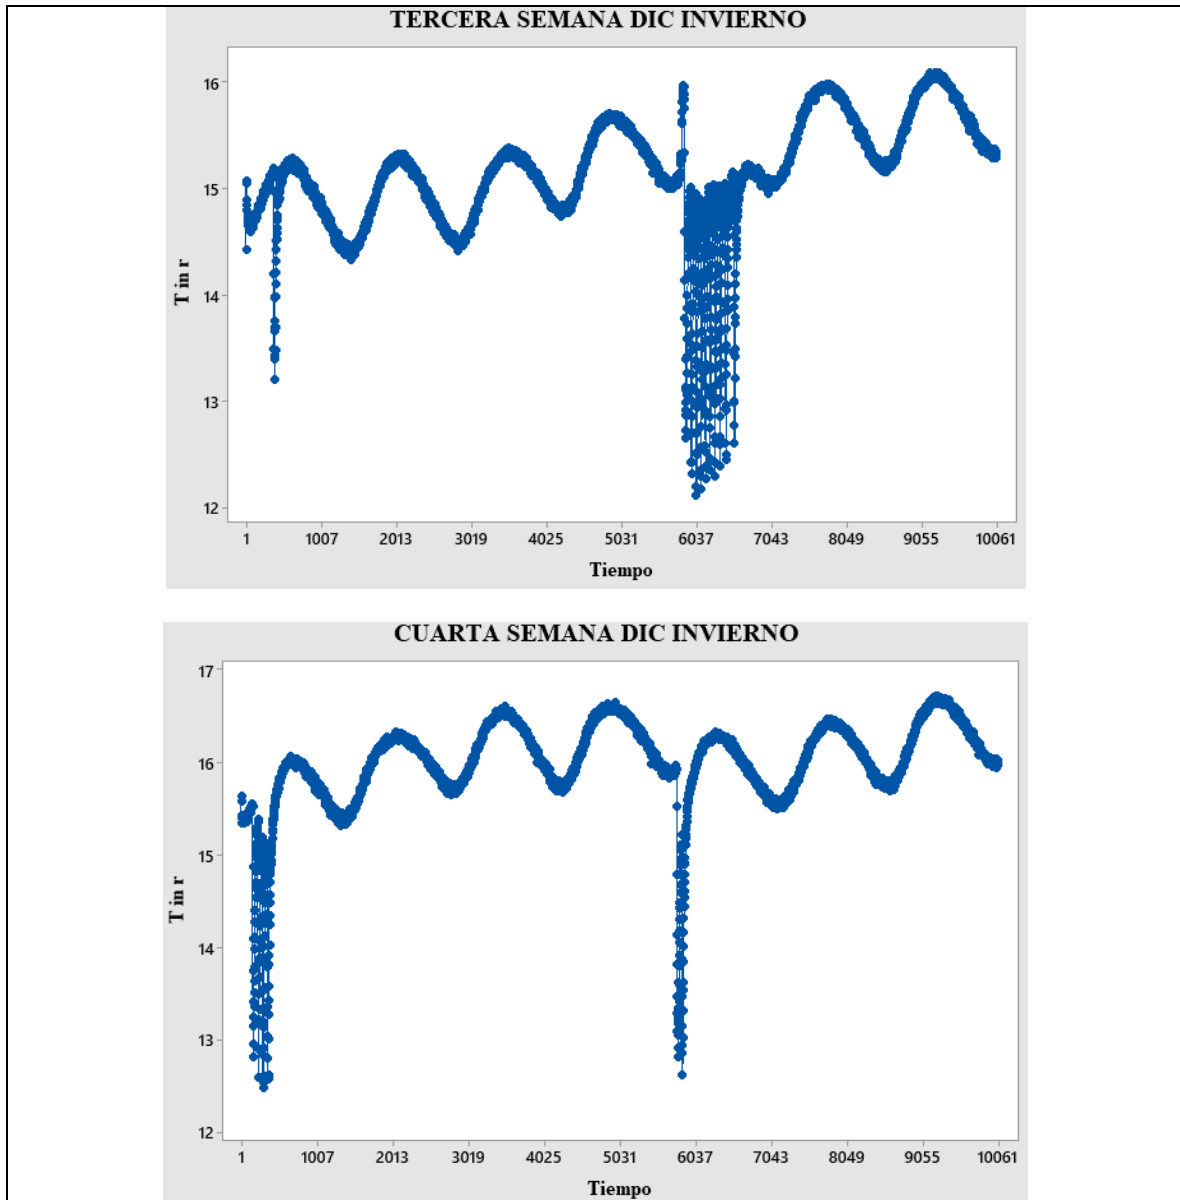 TERCERA SEMANA DIC INVIERNO
16
15
14
13
12
T in r
1 1007 2013 3019 4025 5031 6037 7043 8049 9055 10061
Tiempo
CUARTA SEMANA DIC INVIERNO
17
16
15
14
13
12
T in r
1 1007 2013 3019 4025 5031 6037 7043 8049 9055 10061
Tiempo